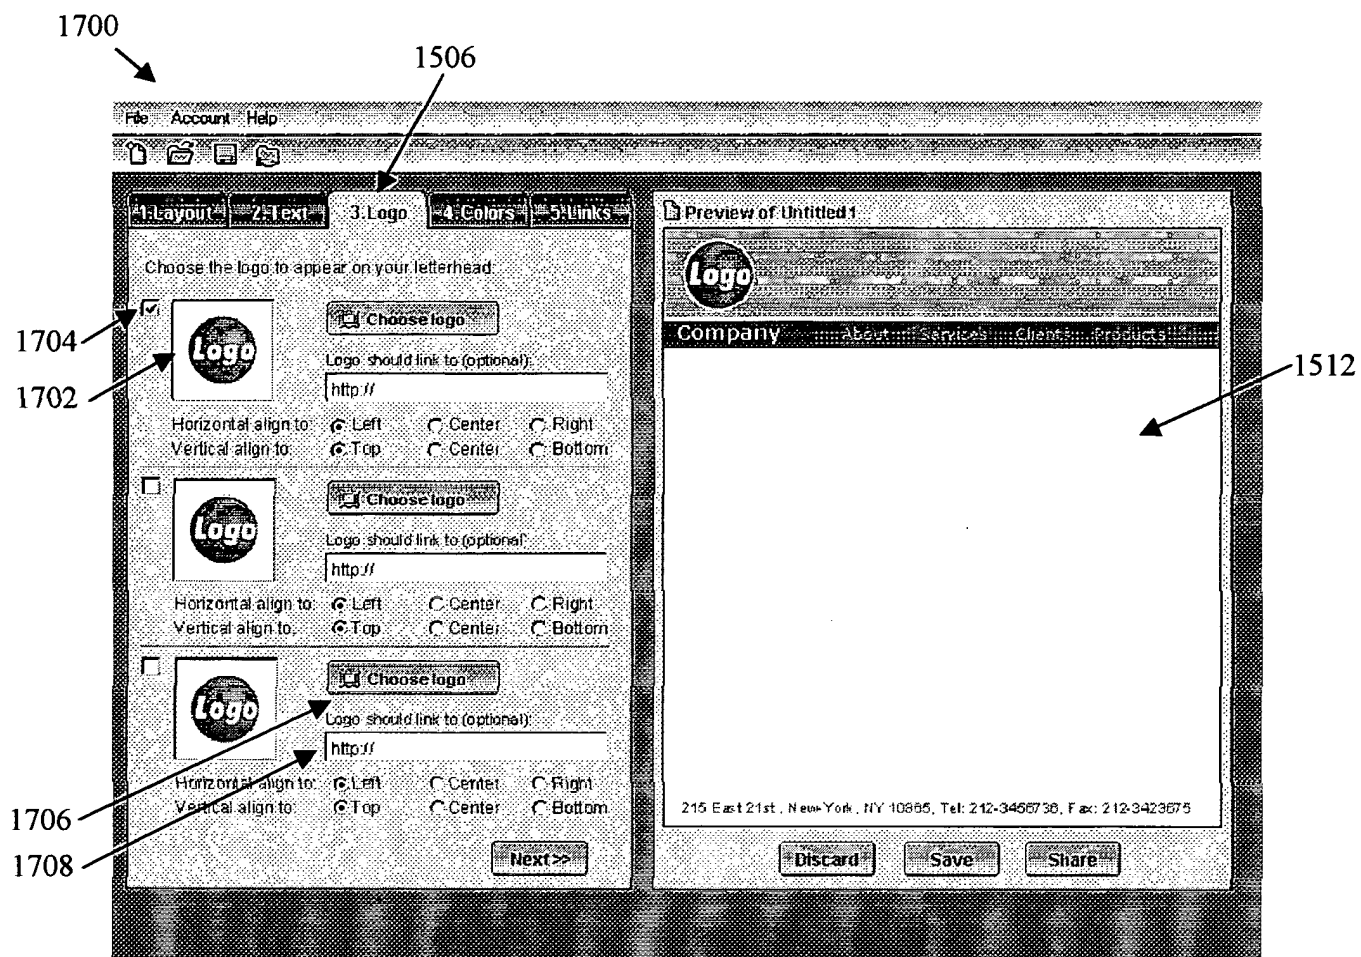 1700
1506
File Account Help
1.Layout 2.Text 3.Logo 4.Colors 5.Links
Choose the logo to appear on your letterhead:
1704
1702
Logo
Choose logo
Logo should link to (optional):
http://
Horizontal align to: Left Center Right
Vertical align to: Top Center Bottom
Logo
Choose logo
Logo should link to (optional
http://
Horizontal align to: Left Center Right
Vertical align to: Top Center Bottom
Logo
Choose logo
Logo should link to (optional):
http://
Horizontal align to: Left Center Right
Vertical align to: Top Center Bottom
1706
1708
Next >>
Preview of Untitled1
Logo
Company About Services Clients Products
1512
215 East 21st, New-York, NY 10965, Tel: 212-3456736, Fax: 212-3423675
Discard Save Share